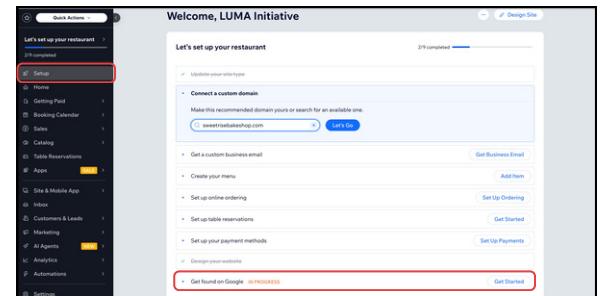 Quick Actions
Welcome, LUMA Initiative
Design Site
Let's set up your restaurant
2/9 completed
Setup
Home
Getting Paid
Booking Calendar
Sales
Catalog
Table Reservations
Apps SALE
Site & Mobile App
Inbox
Customers & Leads
Marketing
AI Agents NEW
Analytics
Automations
Settings
Let's set up your restaurant 2/9 completed
Update your site type
Connect a custom domain
Make this recommended domain yours or search for an available one.
sweetrisebakeshop.com Let's Go
Get a custom business email Get Business Email
Create your menu Add Item
Set up online ordering Set Up Ordering
Set up table reservations Get Started
Set up your payment methods Set Up Payments
Design your website
Get found on Google IN PROGRESS Get Started